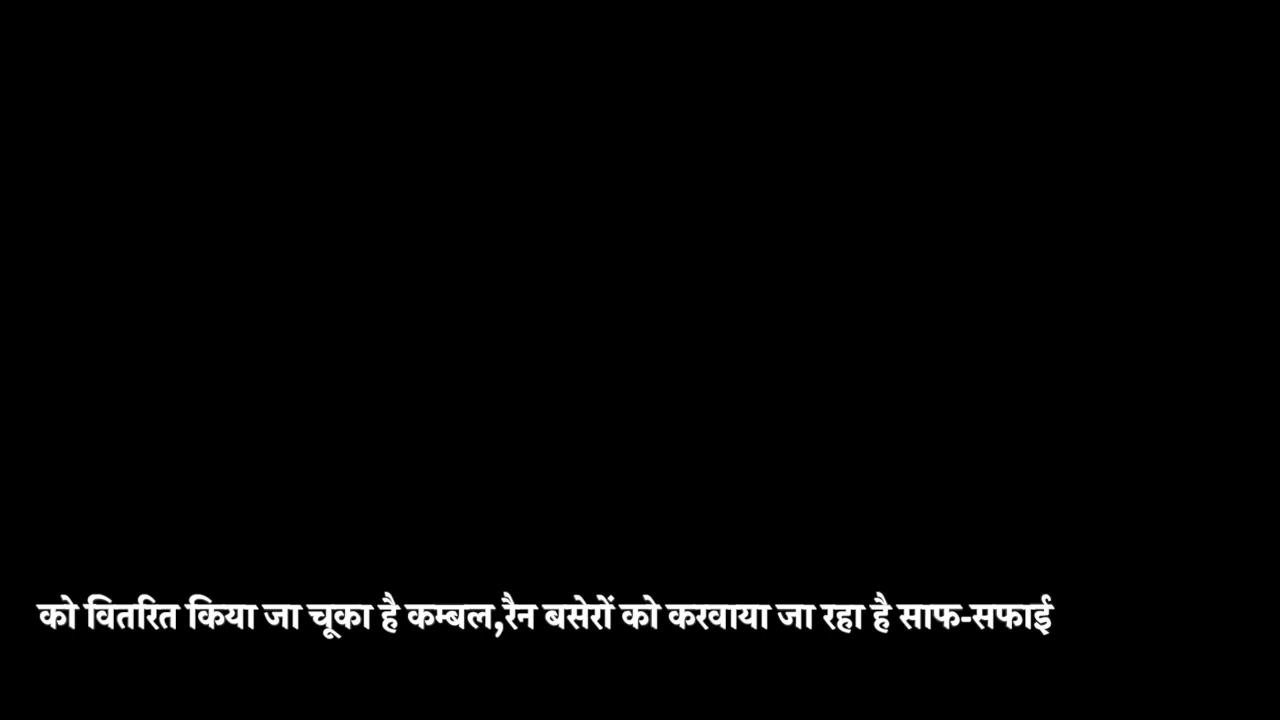 को वितरित किया जा चूका है कम्बल,रैन बसेरों को करवाया जा रहा है साफ-सफाई